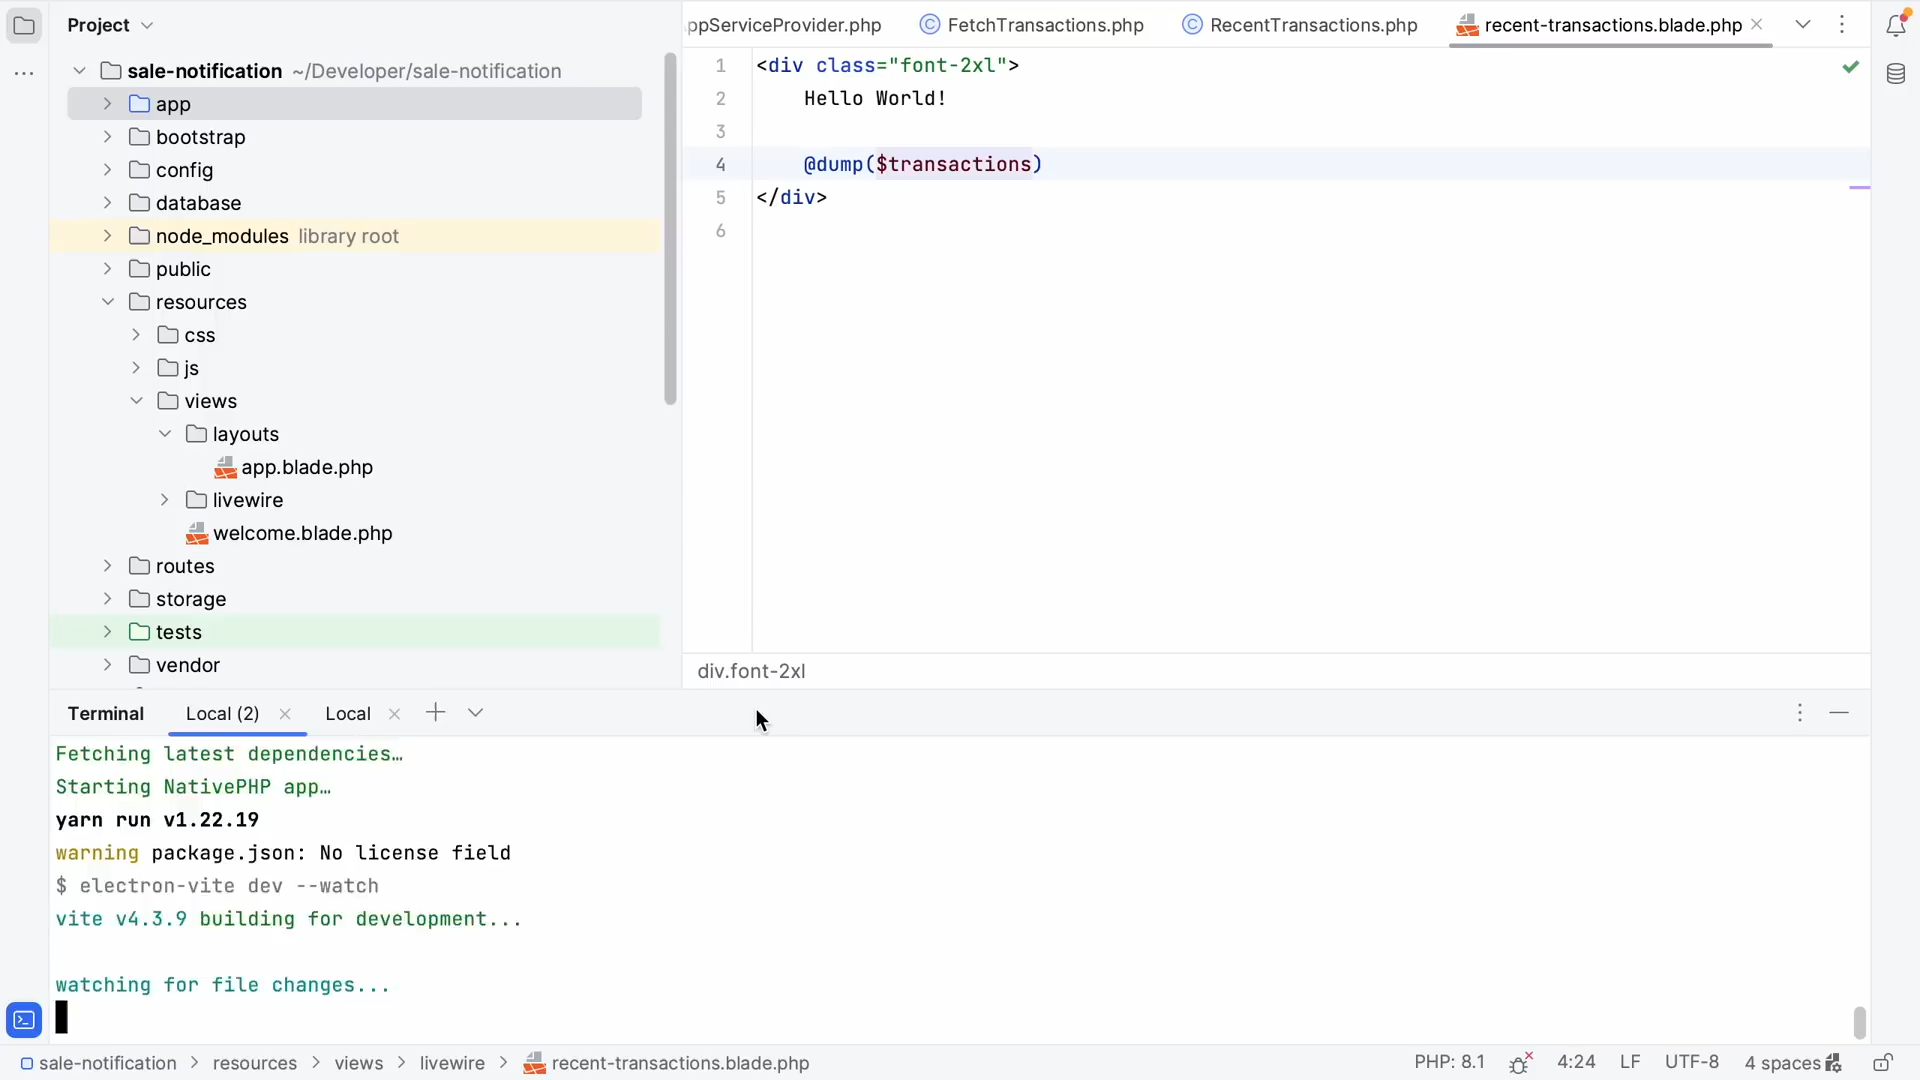 Project
ppServiceProvider.php
FetchTransactions.php
RecentTransactions.php
recent-transactions.blade.php
sale-notification ~/Developer/sale-notification
app
bootstrap
config
database
node_modules library root
public
resources
css
js
views
layouts
app.blade.php
livewire
welcome.blade.php
routes
storage
tests
vendor
1 <div class="font-2xl">
2 Hello World!
3
4 @dump($transactions)
5 </div>
6
div.font-2xl
Terminal Local (2) Local
Fetching latest dependencies…
Starting NativePHP app…
yarn run v1.22.19
warning package.json: No license field
$ electron-vite dev --watch
vite v4.3.9 building for development...
watching for file changes...
sale-notification > resources > views > livewire > recent-transactions.blade.php
PHP: 8.1 4:24 LF UTF-8 4 spaces